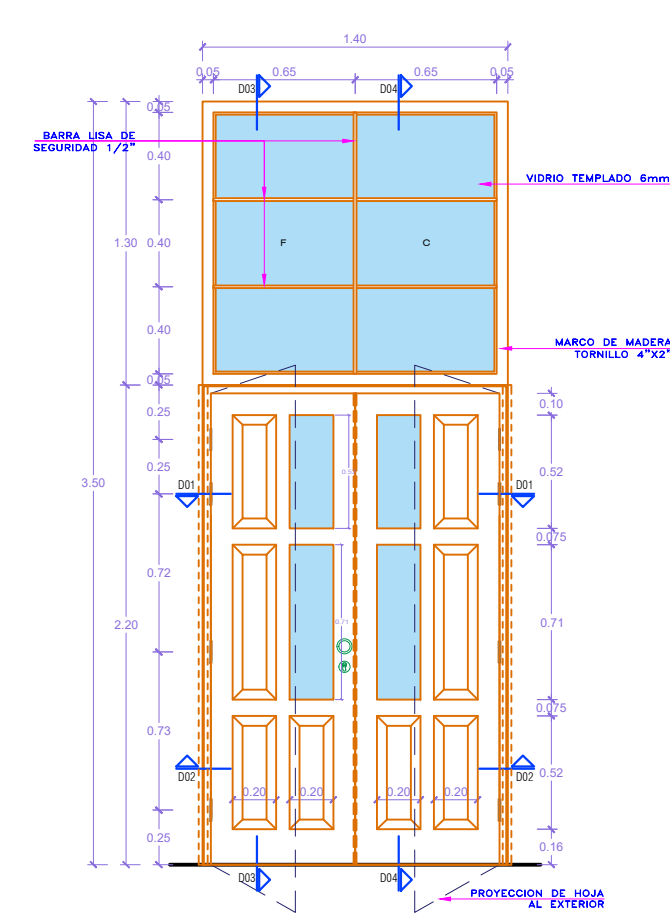 1.40
0.05 0.65 0.65 0.05
D03 D04
0.05
BARRA LISA DE
SEGURIDAD 1/2"
0.40
VIDRIO TEMPLADO 6mm
1.30 0.40 F C
0.40
MARCO DE MADERA
TORNILLO 4"X2"
0.05
0.25 0.10
0.25 0.52
3.50 D01 D01
0.075
0.72 2.20 0.71 0.71
0.075
0.73
D02 D02
0.20 0.20 0.20 0.20
0.52
0.25 0.16
D03 D04
PROYECCION DE HOJA
AL EXTERIOR